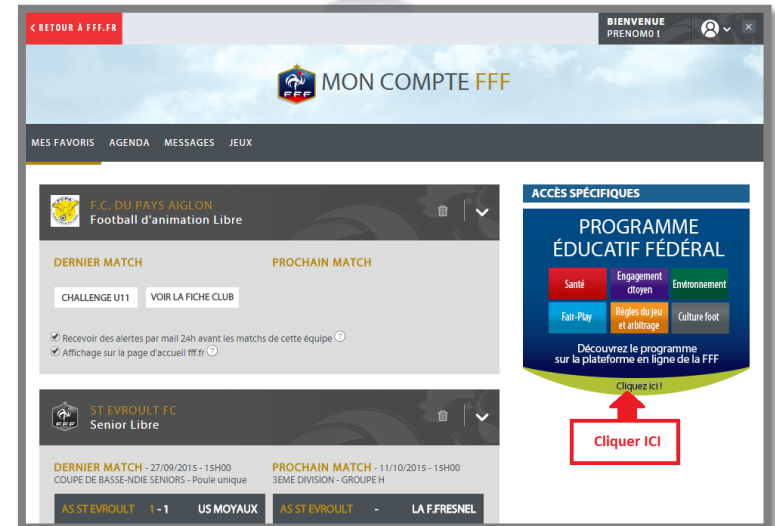 < RETOUR À FFF.FR
BIENVENUE
PRENOM0 !
FFF
MON COMPTE FFF
MES FAVORIS AGENDA MESSAGES JEUX
F.C. DU PAYS AIGLON
Football d'animation Libre
DERNIER MATCH PROCHAIN MATCH
CHALLENGE U11 VOIR LA FICHE CLUB
Recevoir des alertes par mail 24h avant les matchs de cette équipe ?
Affichage sur la page d'accueil fff.fr ?
FFF
ST EVROULT FC
Senior Libre
DERNIER MATCH - 27/09/2015 - 15H00
COUPE DE BASSE-NDIE SENIORS - Poule unique
AS ST EVROULT 1 - 1 US MOYAUX
PROCHAIN MATCH - 11/10/2015 - 15H00
3EME DIVISION - GROUPE H
AS ST EVROULT - LA F.FRESNEL
ACCÈS SPÉCIFIQUES
PROGRAMME
ÉDUCATIF FÉDÉRAL
Santé
Engagement
citoyen
Environnement
Fair-Play
Règles du jeu
et arbitrage
Culture foot
Découvrez le programme
sur la plateforme en ligne de la FFF
Cliquez ici !
Cliquer ICI